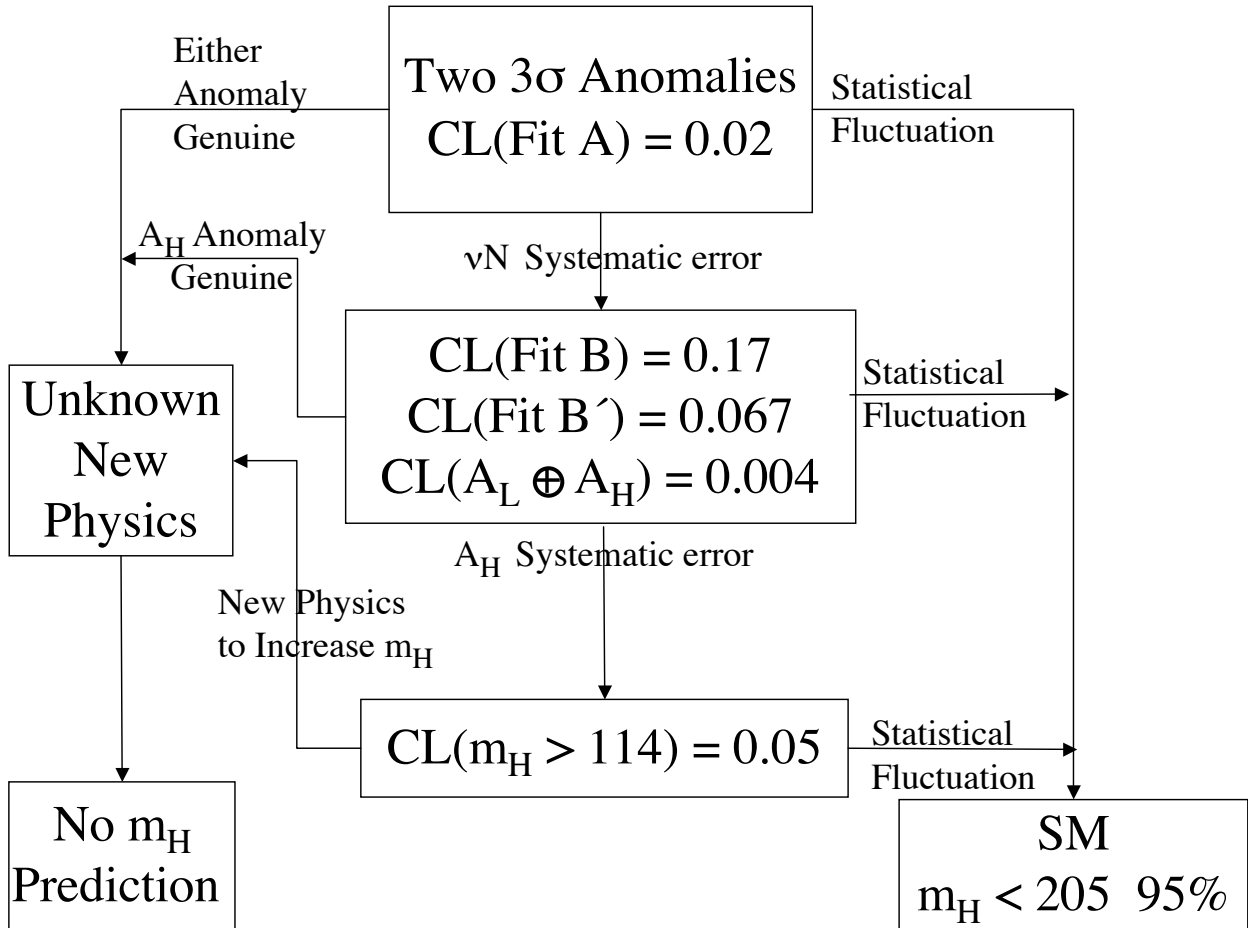 Either
Anomaly
Genuine
Two 3σ Anomalies
CL(Fit A) = 0.02
Statistical
Fluctuation
A_H Anomaly
Genuine
νN Systematic error
CL(Fit B) = 0.17
CL(Fit B´) = 0.067
CL(A_L ⊕ A_H) = 0.004
Statistical
Fluctuation
Unknown
New
Physics
A_H Systematic error
New Physics
to Increase m_H
CL(m_H > 114) = 0.05
Statistical
Fluctuation
No m_H
Prediction
SM
m_H < 205 95%